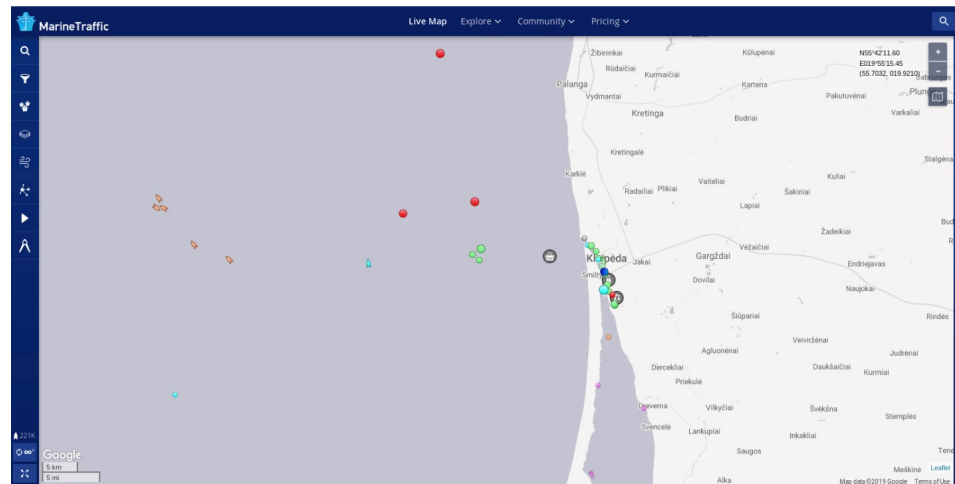 MarineTraffic
Live Map Explore Community Pricing
Žibininkai
Kūlupėnai
N55°42'11.60
E019°55'15.45
(55.7032, 019.9210)
+
−
Rūdaičiai
Kurmaičiai
Palanga
Kartena
Vydmantai
Pakutuvėnai
Kretinga
Budriai
Varkaliai
Kretingalė
Stalgėna
Karklė
Kuliai
Vaiteliai
Radailiai
Plikiai
Šakiniai
Lapiai
Žadeikiai
Vėžaičiai
Gargždai
Jakai
Endriejavas
Dovilai
Naujokai
Šiūpariai
Rindės
Veiviržėnai
Agluonėnai
Judrėnai
Dercekliai
Daukšaičiai
Kurmiai
Priekulė
Dreverna
Vilkyčiai
Švėkšna
Stemplės
Svencelė
Lankupiai
Inkakliai
Saugos
221K
Google
5 km
5 mi
Meškinė
Leaflet
Alka
Map data ©2019 Google Terms of Use